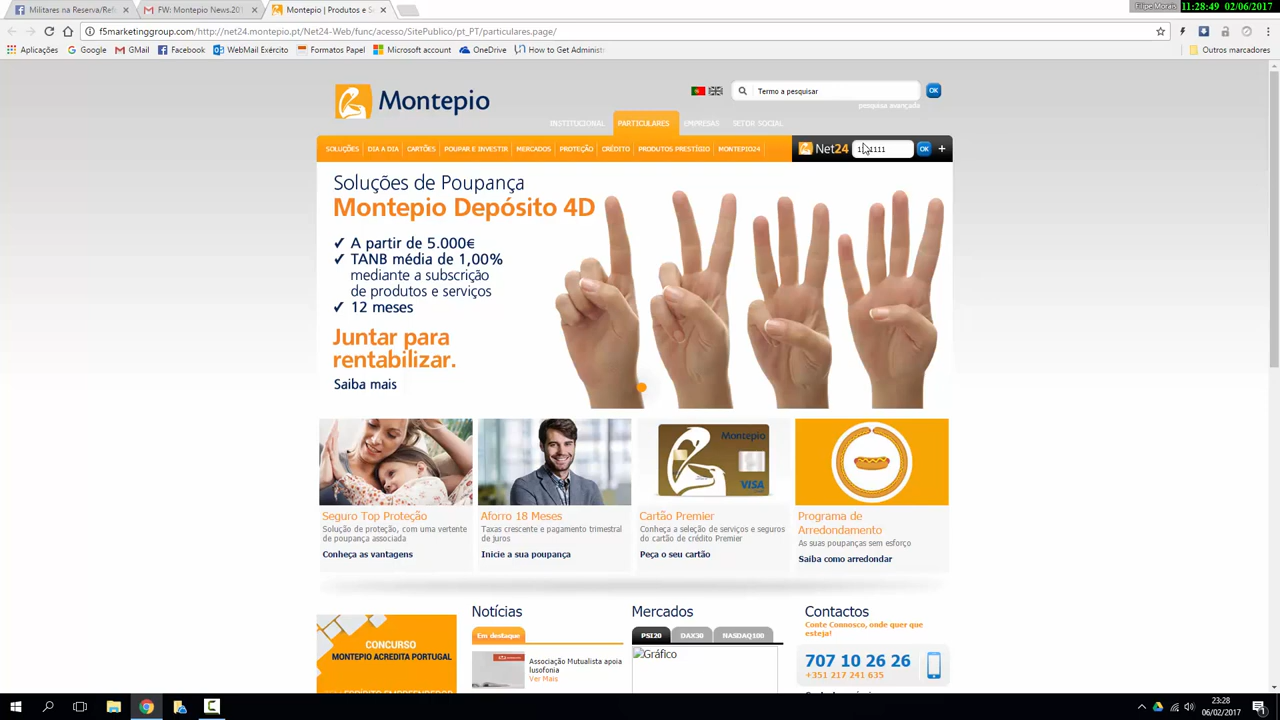 Filipe Morais
11:28:49 02/06/2017
Militares na Reserva/Ref
FW: Montepio News.201
Montepio | Produtos e S
f5marketinggroup.com/http://net24.montepio.pt/Net24-Web/func/acesso/SitePublico/pt_PT/particulares.page/
Aplicações Google GMail Facebook WebMail Exército Formatos Papel Microsoft account OneDrive How to Get Administ
Outros marcadores
Montepio
Termo a pesquisar OK
pesquisa avançada
INSTITUCIONAL PARTICULARES EMPRESAS SETOR SOCIAL
SOLUÇÕES DIA A DIA CARTÕES POUPAR E INVESTIR MERCADOS PROTEÇÃO CRÉDITO PRODUTOS PRESTÍGIO MONTEPIO24
Net24 OK +
Soluções de Poupança
Montepio Depósito 4D
✓ A partir de 5.000€
✓ TANB média de 1,00%
mediante a subscrição
de produtos e serviços
✓ 12 meses
Juntar para
rentabilizar.
Saiba mais
Montepio
VISA
Seguro Top Proteção
Solução de proteção, com uma vertente
de poupança associada
Conheça as vantagens
Aforro 18 Meses
Taxas crescente e pagamento trimestral
de juros
Inicie a sua poupança
Cartão Premier
Conheça a seleção de serviços e seguros
do cartão de crédito Premier
Peça o seu cartão
Programa de
Arredondamento
As suas poupanças sem esforço
Saiba como arredondar
CONCURSO
MONTEPIO ACREDITA PORTUGAL
Notícias
Em destaque
Associação Mutualista apoia
lusofonia
Ver Mais
Mercados
PSI20 DAX30 NASDAQ100
Gráfico
Contactos
Conte Connosco, onde quer que
esteja!
707 10 26 26
+351 217 241 635
23:28
06/02/2017